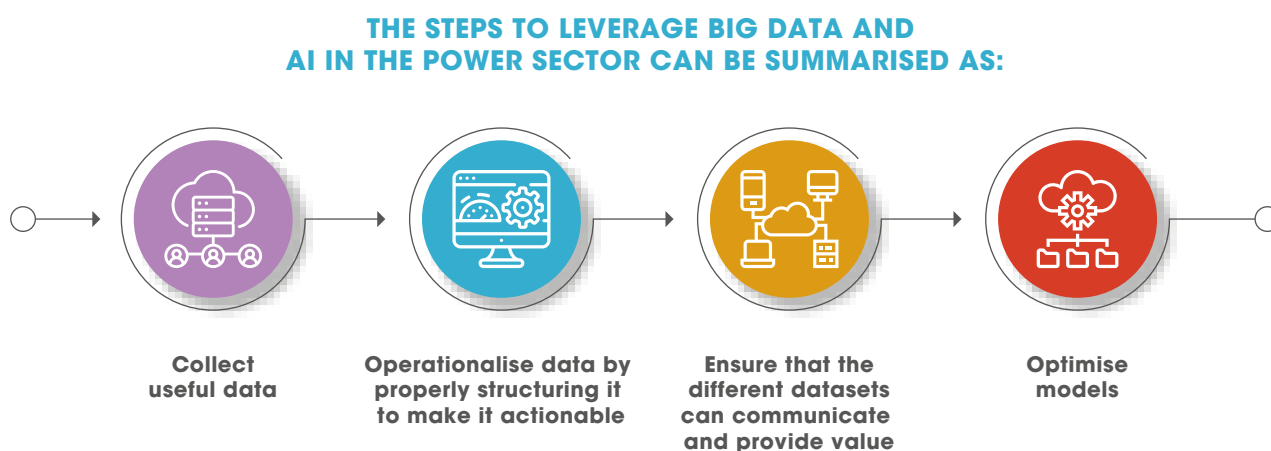 THE STEPS TO LEVERAGE BIG DATA AND
AI IN THE POWER SECTOR CAN BE SUMMARISED AS:
Collect
useful data
Operationalise data by
properly structuring it
to make it actionable
Ensure that the
different datasets
can communicate
and provide value
Optimise
models